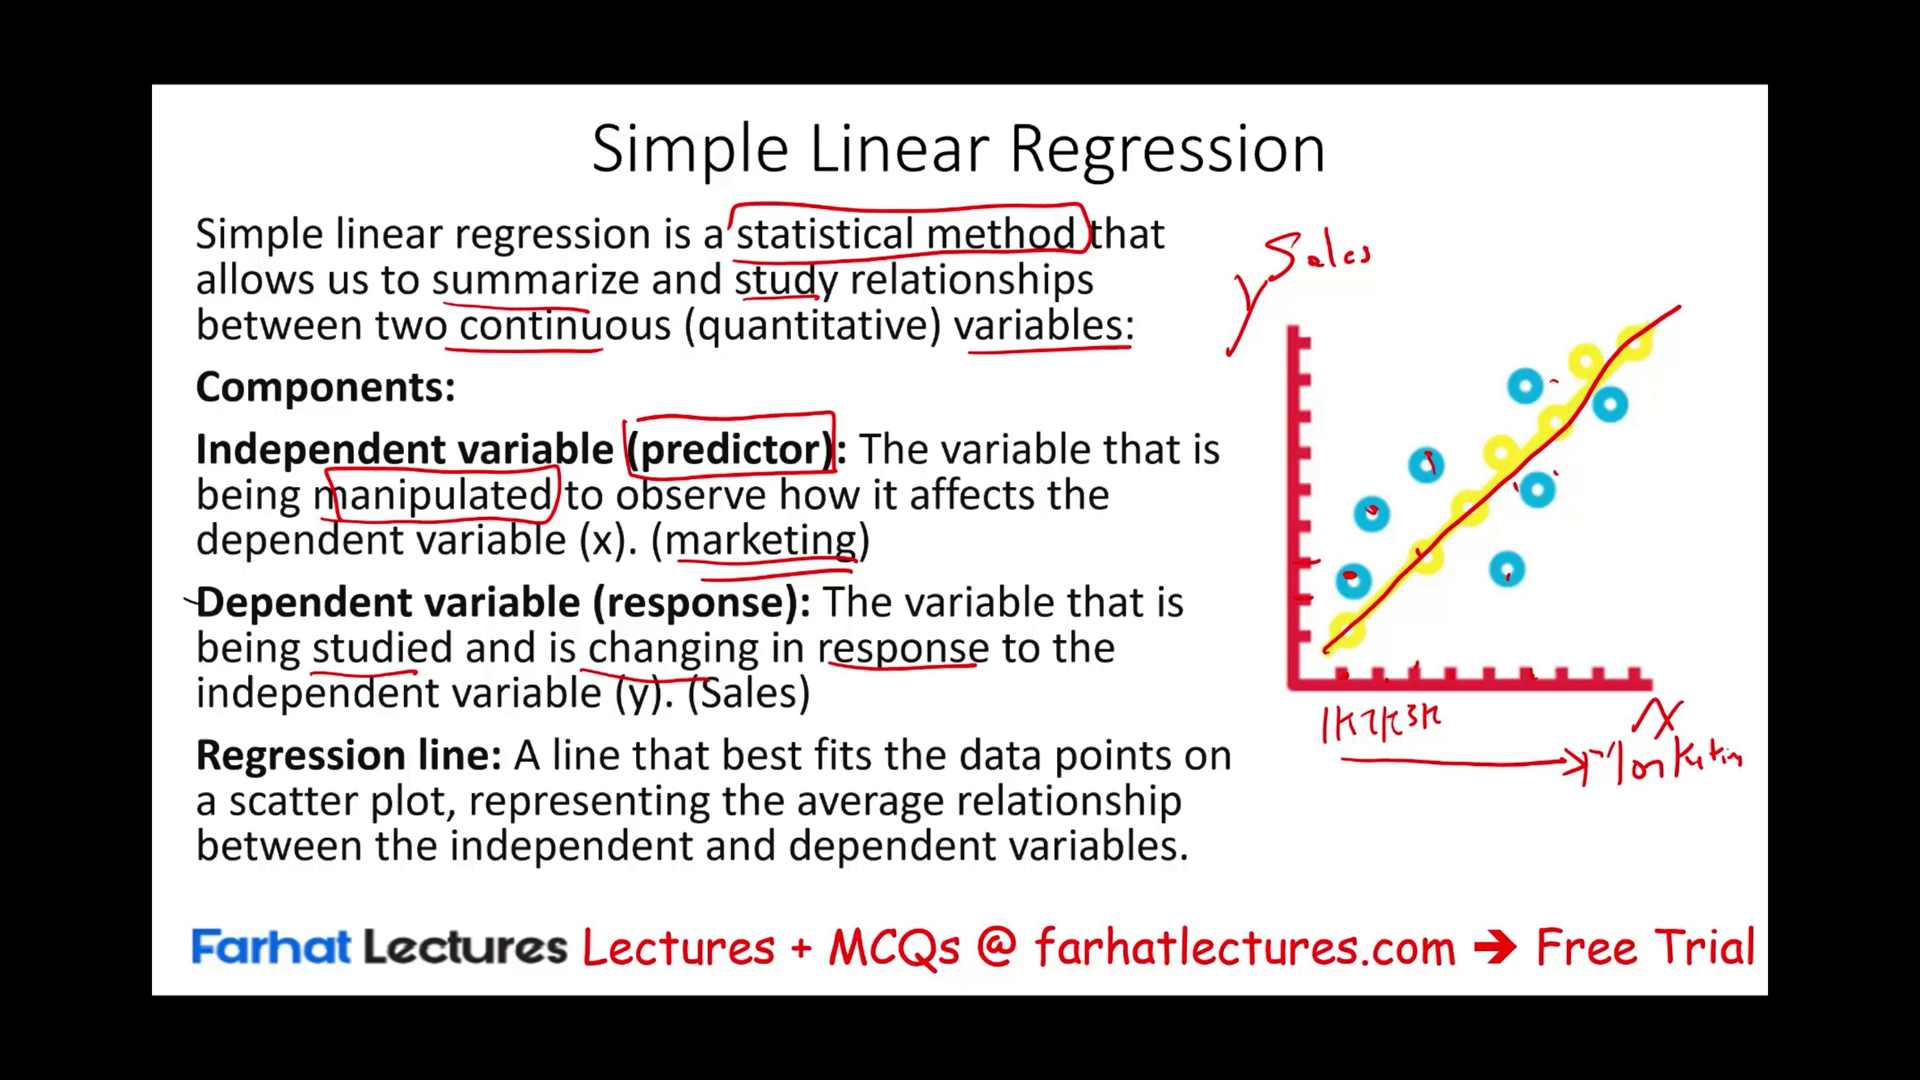 Simple Linear Regression
Simple linear regression is a statistical method that
allows us to summarize and study relationships
between two continuous (quantitative) variables:
Components:
Independent variable (predictor): The variable that is
being manipulated to observe how it affects the
dependent variable (x). (marketing)
Dependent variable (response): The variable that is
being studied and is changing in response to the
independent variable (y). (Sales)
Regression line: A line that best fits the data points on
a scatter plot, representing the average relationship
between the independent and dependent variables.
Sales
Y
1K 2K 3K
X
Farhat Lectures Lectures + MCQs @ farhatlectures.com → Free Trial